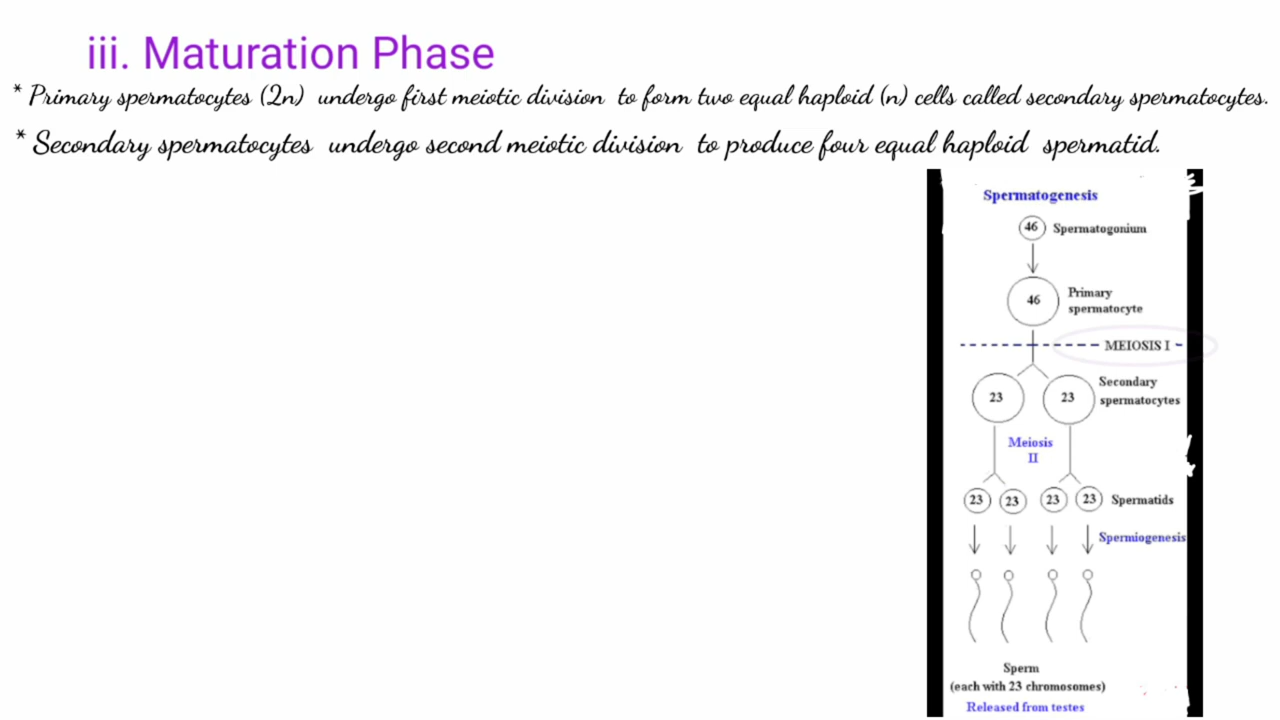 iii. Maturation Phase
* Primary spermatocytes (2n) undergo first meiotic division to form two equal haploid (n) cells called secondary spermatocytes.
* Secondary spermatocytes undergo second meiotic division to produce four equal haploid spermatid.
Spermatogenesis
46 Spermatogonium
46 Primary
spermatocyte
MEIOSIS I
23 23 Secondary
spermatocytes
Meiosis
II
23 23 23 23 Spermatids
Spermiogenesis
Sperm
(each with 23 chromosomes)
Released from testes